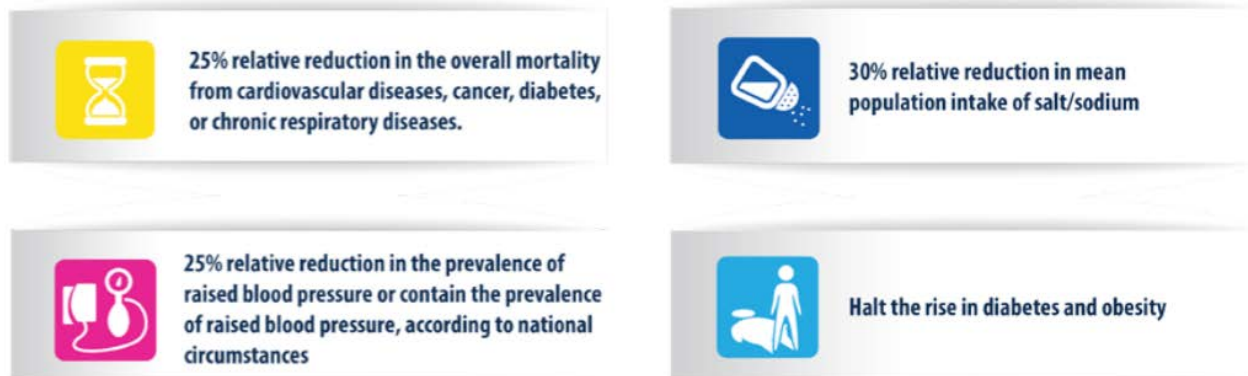 25% relative reduction in the overall mortality
from cardiovascular diseases, cancer, diabetes,
or chronic respiratory diseases.
30% relative reduction in mean
population intake of salt/sodium
25% relative reduction in the prevalence of
raised blood pressure or contain the prevalence
of raised blood pressure, according to national
circumstances
Halt the rise in diabetes and obesity